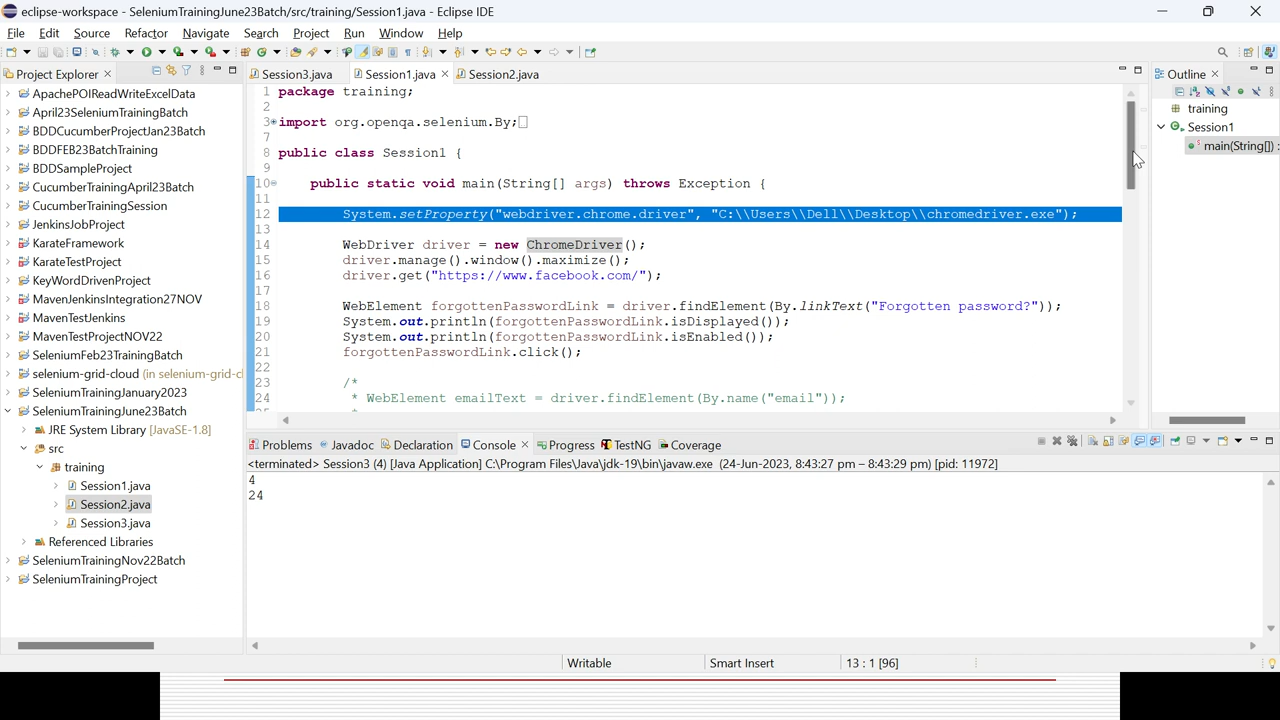 eclipse-workspace - SeleniumTrainingJune23Batch/src/training/Session1.java - Eclipse IDE
File Edit Source Refactor Navigate Search Project Run Window Help
Project Explorer
Session3.java Session1.java Session2.java
Outline
ApachePOIReadWriteExcelData
April23SeleniumTrainingBatch
BDDCucumberProjectJan23Batch
BDDFEB23BatchTraining
BDDSampleProject
CucumberTrainingApril23Batch
CucumberTrainingSession
JenkinsJobProject
KarateFramework
KarateTestProject
KeyWordDrivenProject
MavenJenkinsIntegration27NOV
MavenTestJenkins
MavenTestProjectNOV22
SeleniumFeb23TrainingBatch
selenium-grid-cloud (in selenium-grid-cl
SeleniumTrainingJanuary2023
SeleniumTrainingJune23Batch
JRE System Library [JavaSE-1.8]
src
training
Session1.java
Session2.java
Session3.java
Referenced Libraries
SeleniumTrainingNov22Batch
SeleniumTrainingProject
1 package training;
2
3 import org.openqa.selenium.By;
7
8 public class Session1 {
9
10 public static void main(String[] args) throws Exception {
11
12 System.setProperty("webdriver.chrome.driver", "C:\\Users\\Dell\\Desktop\\chromedriver.exe");
13
14 WebDriver driver = new ChromeDriver();
15 driver.manage().window().maximize();
16 driver.get("https://www.facebook.com/");
17
18 WebElement forgottenPasswordLink = driver.findElement(By.linkText("Forgotten password?"));
19 System.out.println(forgottenPasswordLink.isDisplayed());
20 System.out.println(forgottenPasswordLink.isEnabled());
21 forgottenPasswordLink.click();
22
23 /*
24 * WebElement emailText = driver.findElement(By.name("email"));
training
Session1
main(String[]) :
Problems Javadoc Declaration Console Progress TestNG Coverage
<terminated> Session3 (4) [Java Application] C:\Program Files\Java\jdk-19\bin\javaw.exe (24-Jun-2023, 8:43:27 pm – 8:43:29 pm) [pid: 11972]
4
24
Writable Smart Insert 13 : 1 [96]